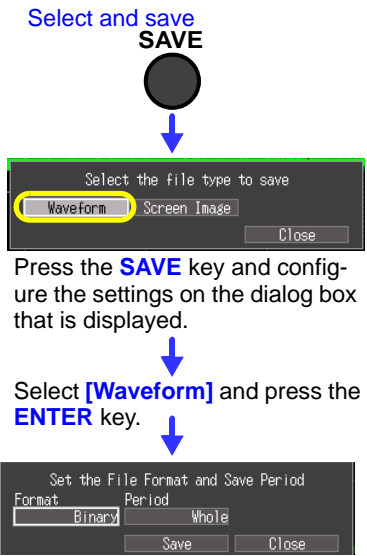 Select and save
SAVE
Select the file type to save
Waveform Screen Image
Close
Press the SAVE key and config-
ure the settings on the dialog box
that is displayed.
Select [Waveform] and press the
ENTER key.
Set the File Format and Save Period
Format Period
Binary Whole
Save Close